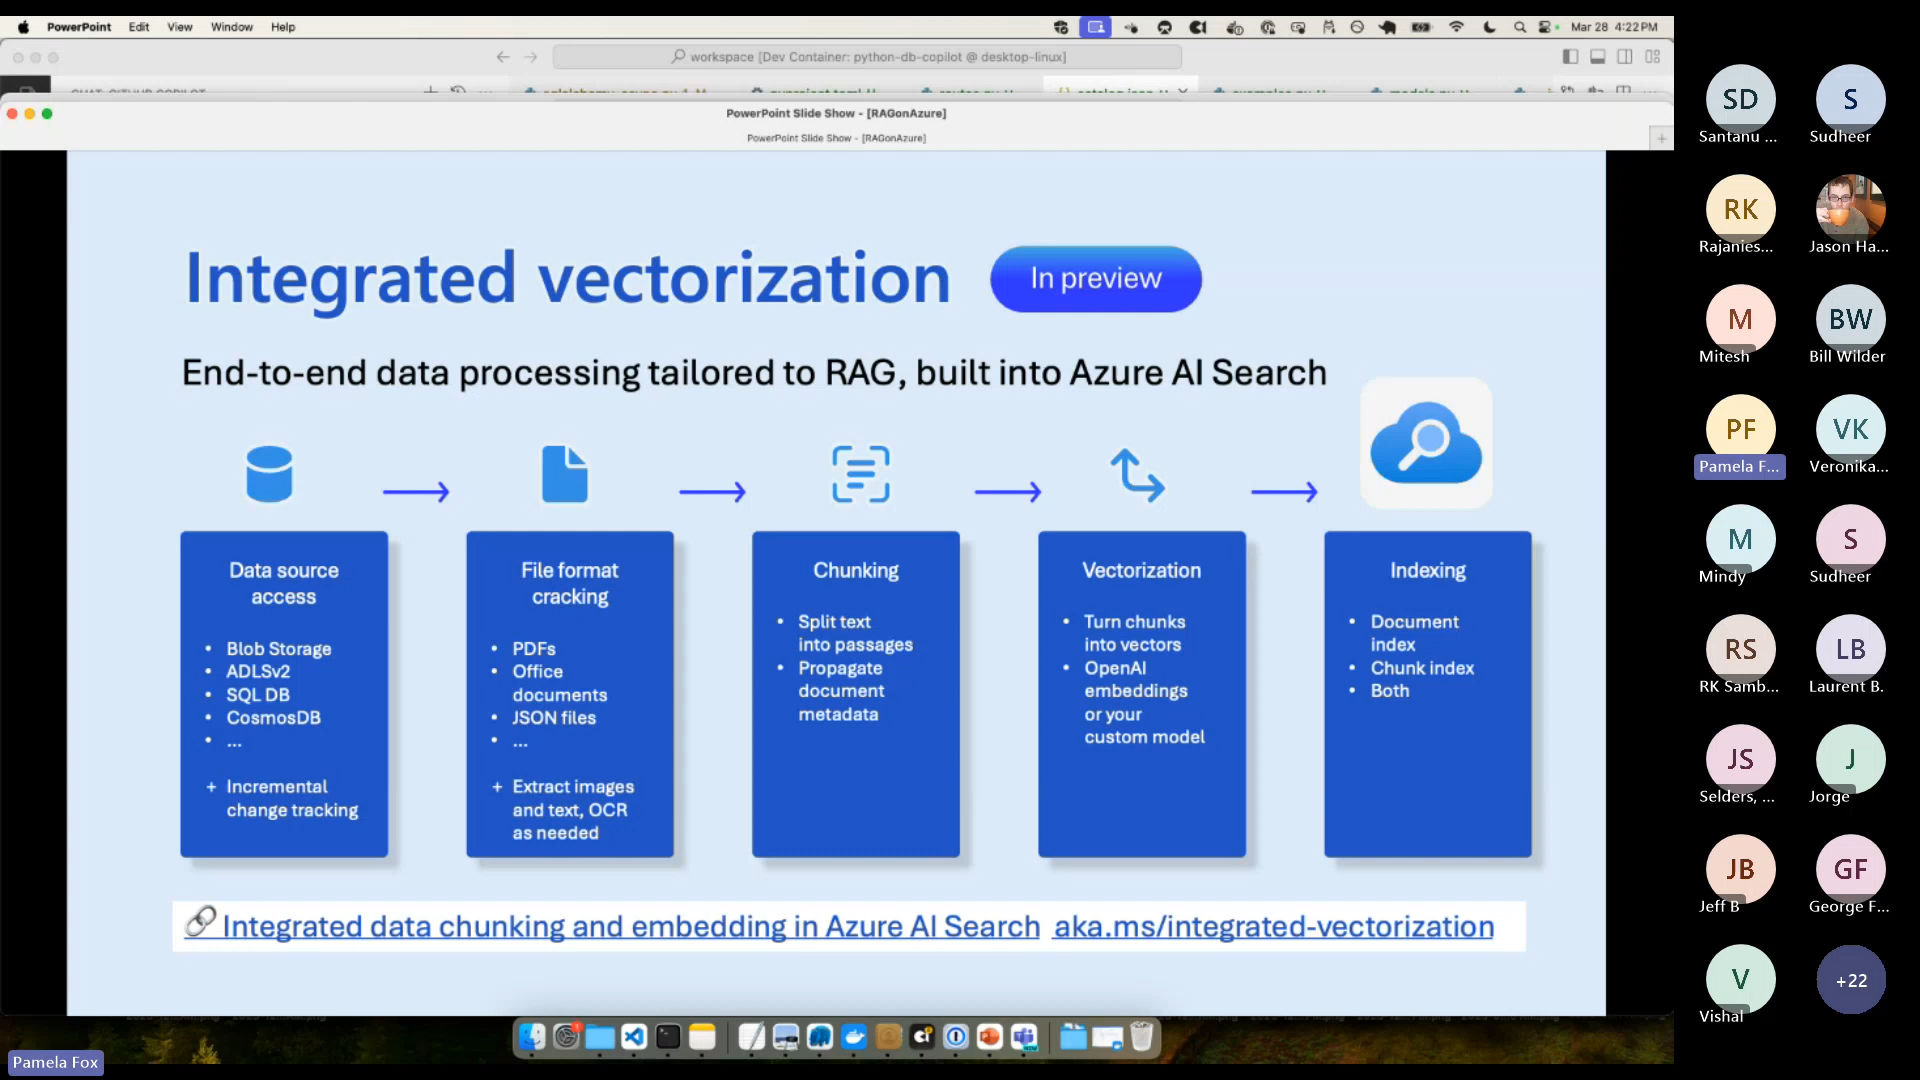 PowerPoint Edit View Window Help
Mar 28 4:22PM
workspace [Dev Container: python-db-copilot @ desktop-linux]
PowerPoint Slide Show - [RAGonAzure]
PowerPoint Slide Show - [RAGonAzure]
Integrated vectorization
In preview
End-to-end data processing tailored to RAG, built into Azure AI Search
Data source
access
• Blob Storage
• ADLSv2
• SQL DB
• CosmosDB
• ...
+ Incremental
change tracking
File format
cracking
• PDFs
• Office
documents
• JSON files
• ...
+ Extract images
and text, OCR
as needed
Chunking
• Split text
into passages
• Propagate
document
metadata
Vectorization
• Turn chunks
into vectors
• OpenAI
embeddings
or your
custom model
Indexing
• Document
index
• Chunk index
• Both
Integrated data chunking and embedding in Azure AI Search aka.ms/integrated-vectorization
Pamela Fox
SD
Santanu ...
S
Sudheer
RK
Rajanies...
Jason Ha...
M
Mitesh
BW
Bill Wilder
PF
Pamela F...
VK
Veronika...
M
Mindy
S
Sudheer
RS
RK Samb...
LB
Laurent B.
JS
Selders, ...
J
Jorge
JB
Jeff B
GF
George F...
V
Vishal
+22